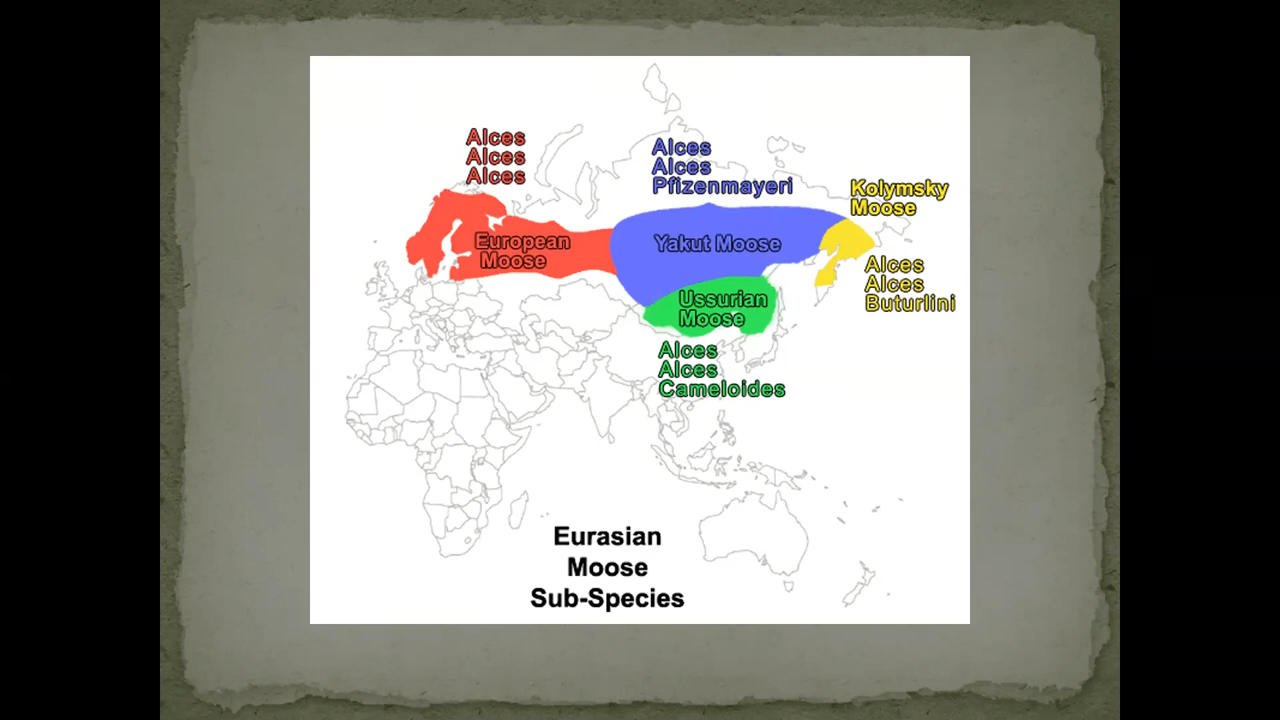 Alces
Alces
Alces
Alces
Alces
Pfizenmayeri
Kolymsky
Moose
European
Moose
Yakut Moose
Alces
Alces
Buturlini
Ussurian
Moose
Alces
Alces
Cameloides
Eurasian
Moose
Sub-Species